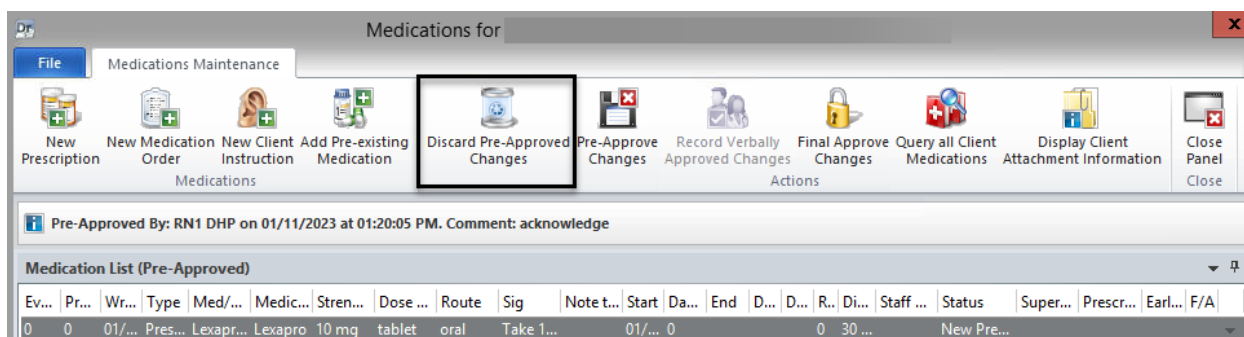 Medications for
File Medications Maintenance
New Prescription
New Medication Order
New Client Instruction
Add Pre-existing Medication
Discard Pre-Approved Changes
Pre-Approve Changes
Record Verbally Approved Changes
Final Approve Changes
Query all Client Medications
Display Client Attachment Information
Close Panel
Medications Actions Close
Pre-Approved By: RN1 DHP on 01/11/2023 at 01:20:05 PM. Comment: acknowledge
Medication List (Pre-Approved)
Ev... Pr... Wr... Type Med/... Medic... Stren... Dose ... Route Sig Note t... Start Da... End D... D... R.. Di... Staff ... Status Super... Prescr... Earl... F/A
0 0 01/... Pres... Lexapr... Lexapro 10 mg tablet oral Take 1... 01/... 0 0 30 ... New Pre...